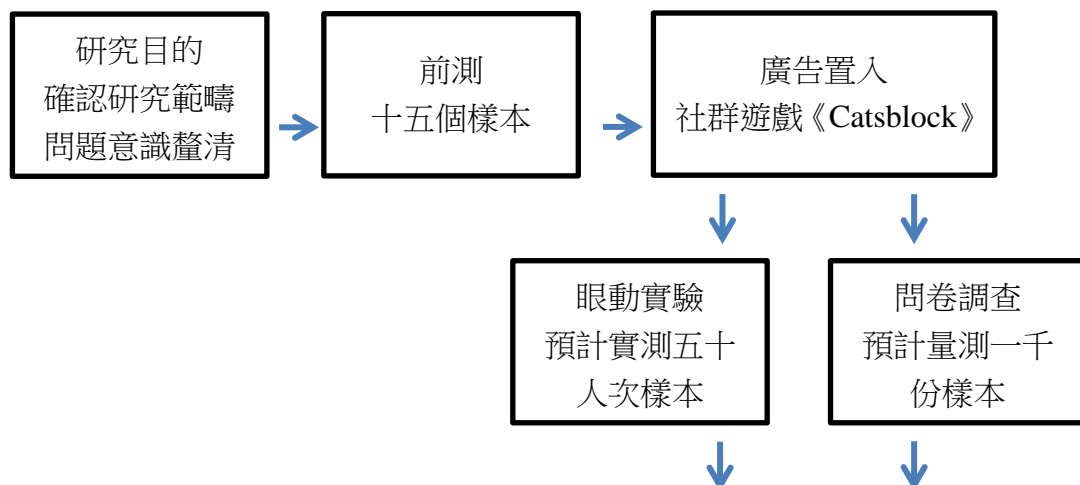 研究目的
確認研究範疇
問題意識釐清
前測
十五個樣本
廣告置入
社群遊戲《Catsblock》
眼動實驗
預計實測五十
人次樣本
問卷調查
預計量測一千
份樣本